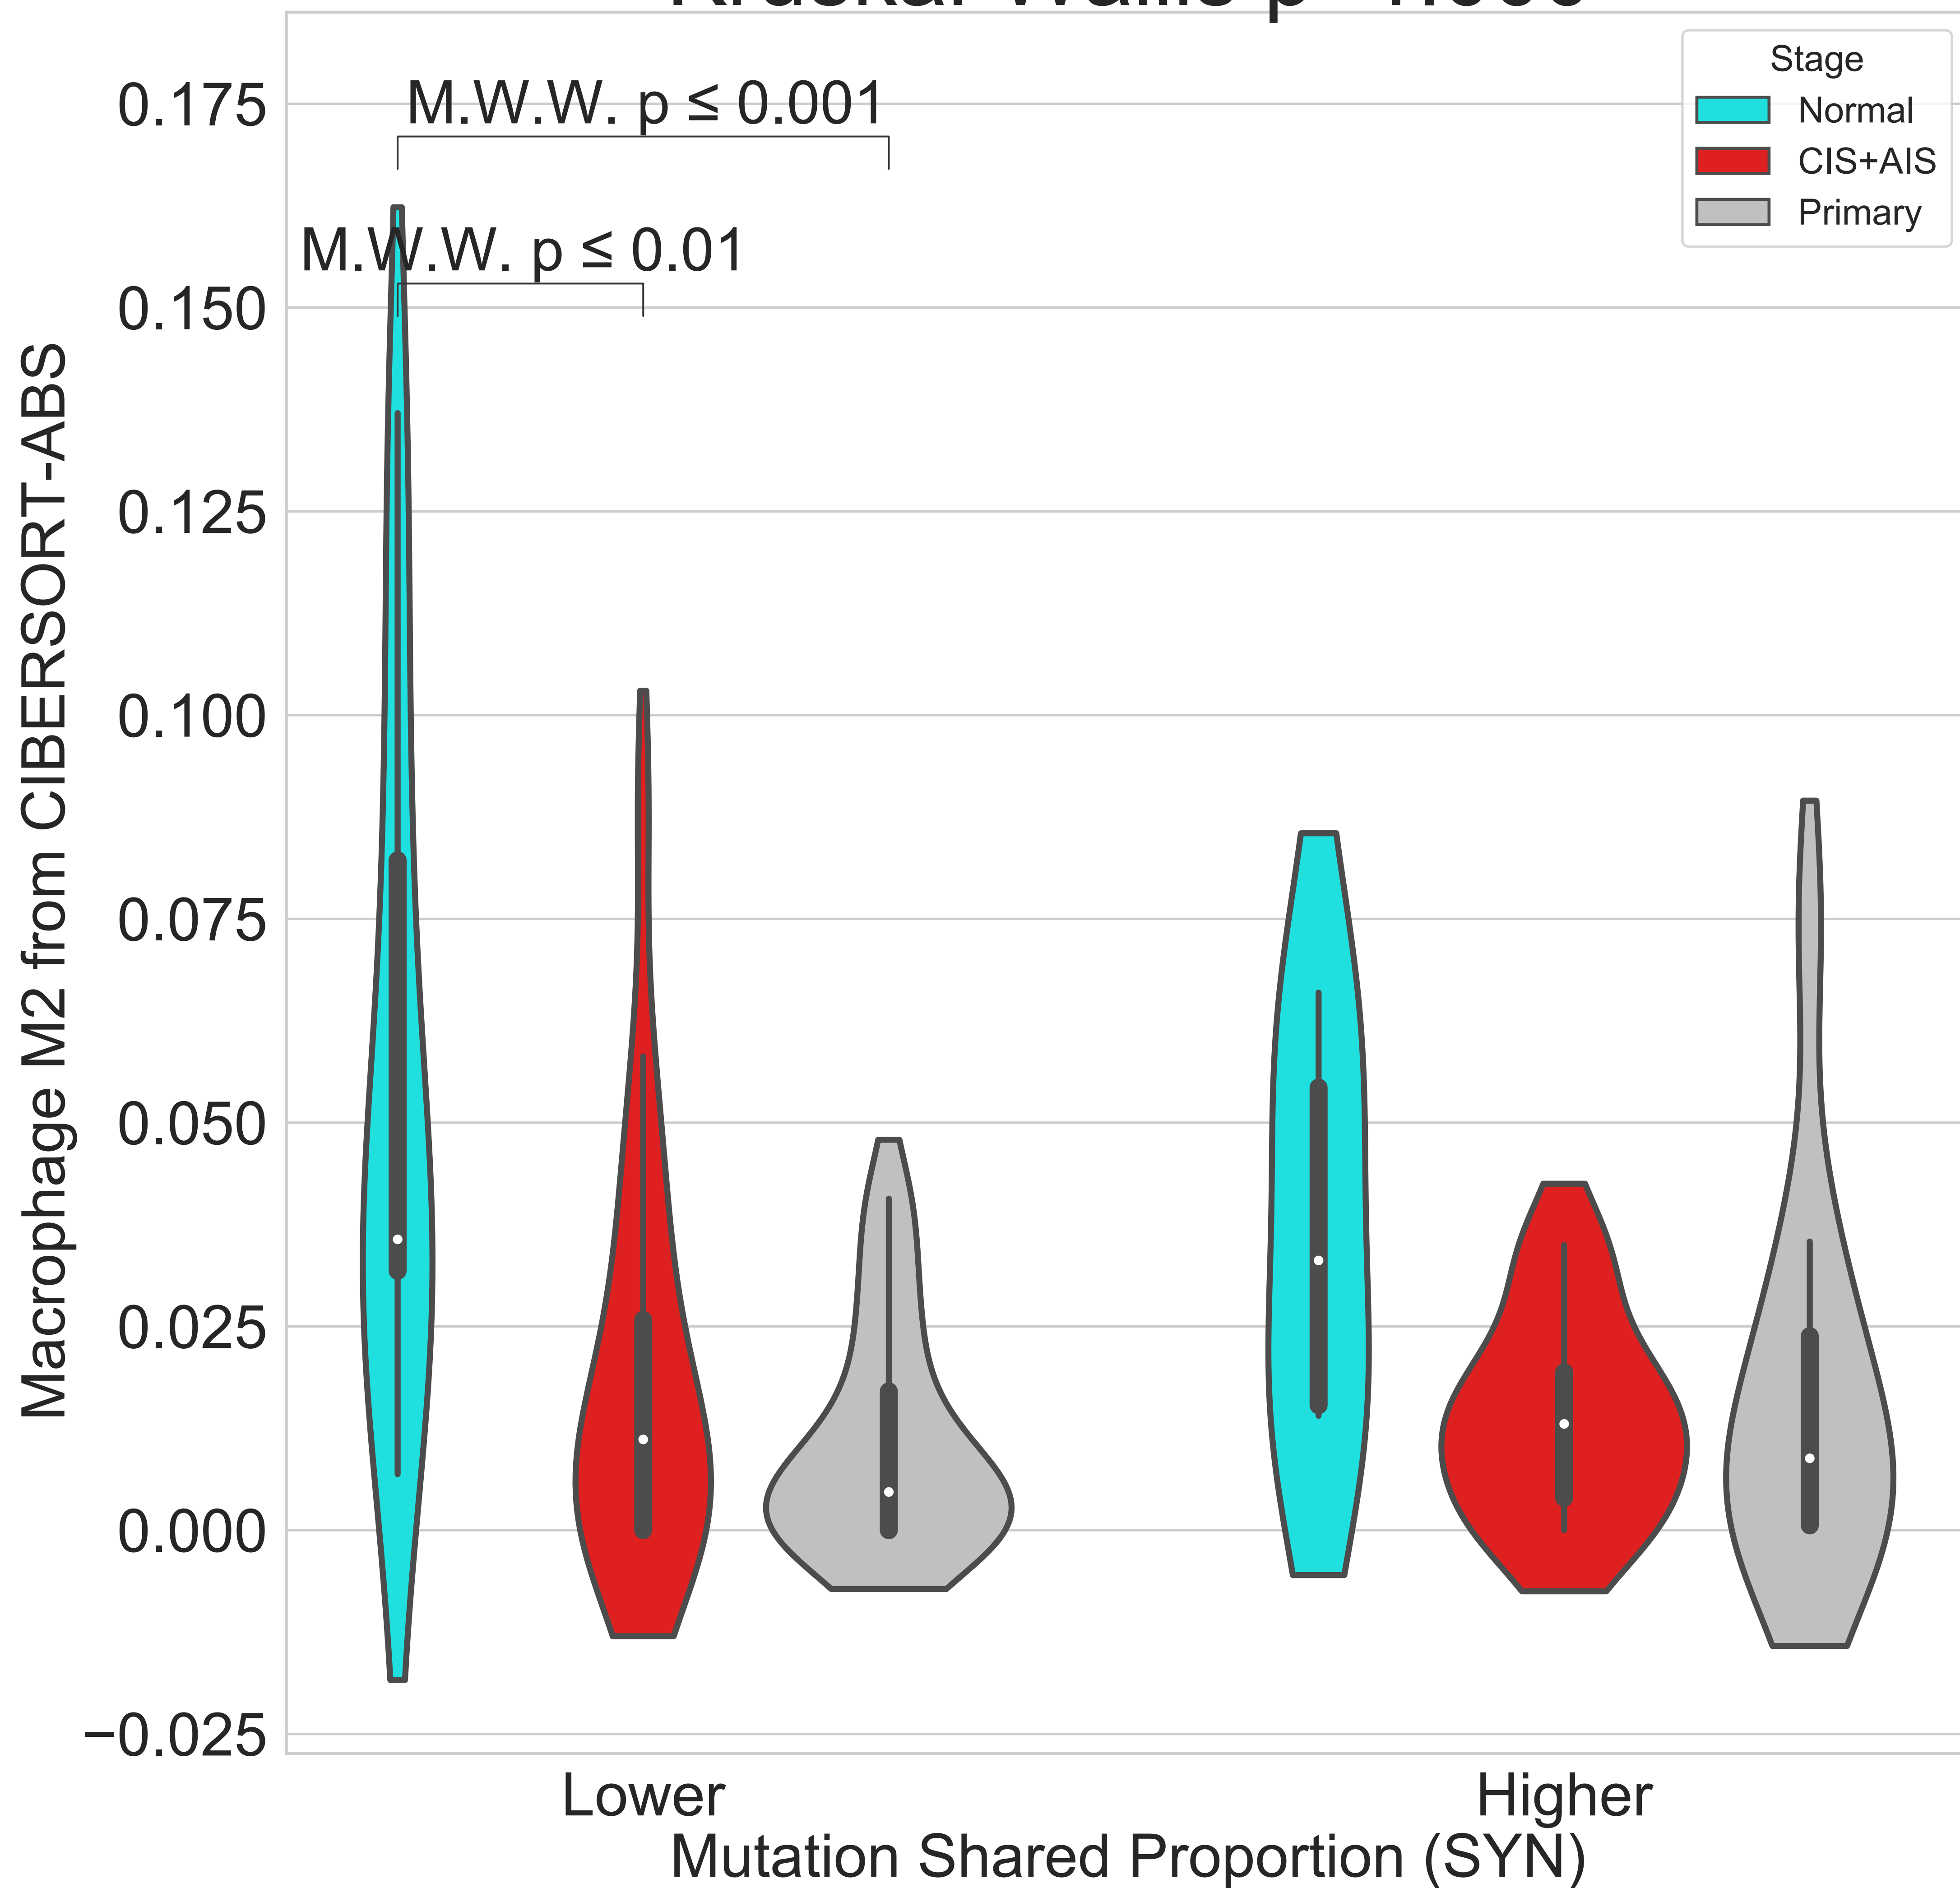 Stage
Normal
CIS+AIS
Primary
M.W.W. p ≤ 0.001
M.W.W. p ≤ 0.01
Macrophage M2 from CIBERSORT-ABS
0.175
0.150
0.125
0.100
0.075
0.050
0.025
0.000
−0.025
Lower
Higher
Mutation Shared Proportion (SYN)